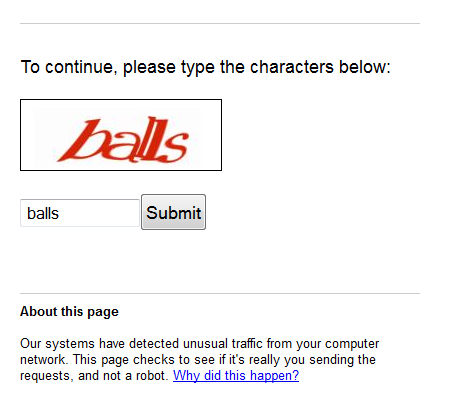 To continue, please type the characters below:
balls
balls Submit
About this page
Our systems have detected unusual traffic from your computer
network. This page checks to see if it's really you sending the
requests, and not a robot. Why did this happen?